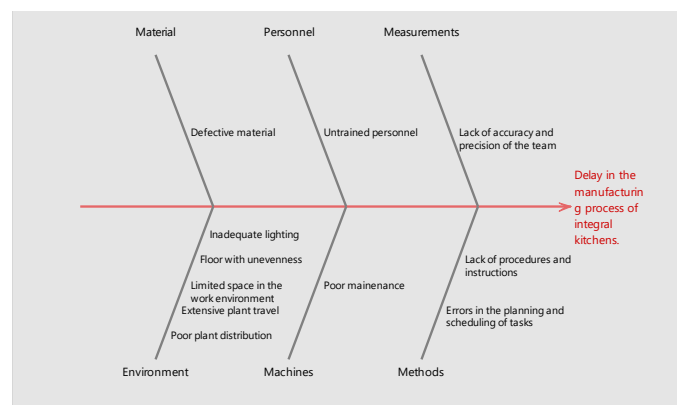 Material
Personnel
Measurements
Defective material
Untrained personnel
Lack of accuracy and
precision of the team
Delay in the
manufacturin
g process of
integral
kitchens.
Inadequate lighting
Floor with unevenness
Limited space in the
work environment
Extensive plant travel
Poor plant distribution
Poor mainenance
Lack of procedures and
instructions
Errors in the planning and
scheduling of tasks
Environment
Machines
Methods